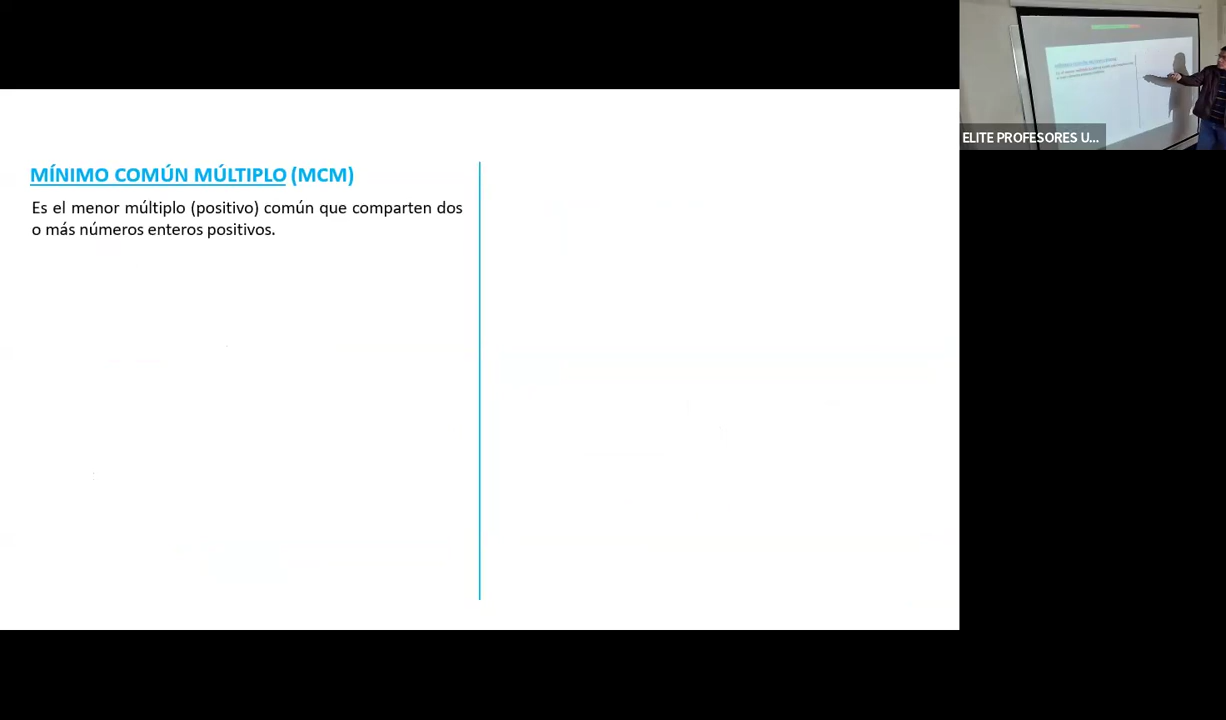 MÍNIMO COMÚN MÚLTIPLO (MCM)
Es el menor múltiplo (positivo) común que comparten dos
o más números enteros positivos.
ELITE PROFESORES U...